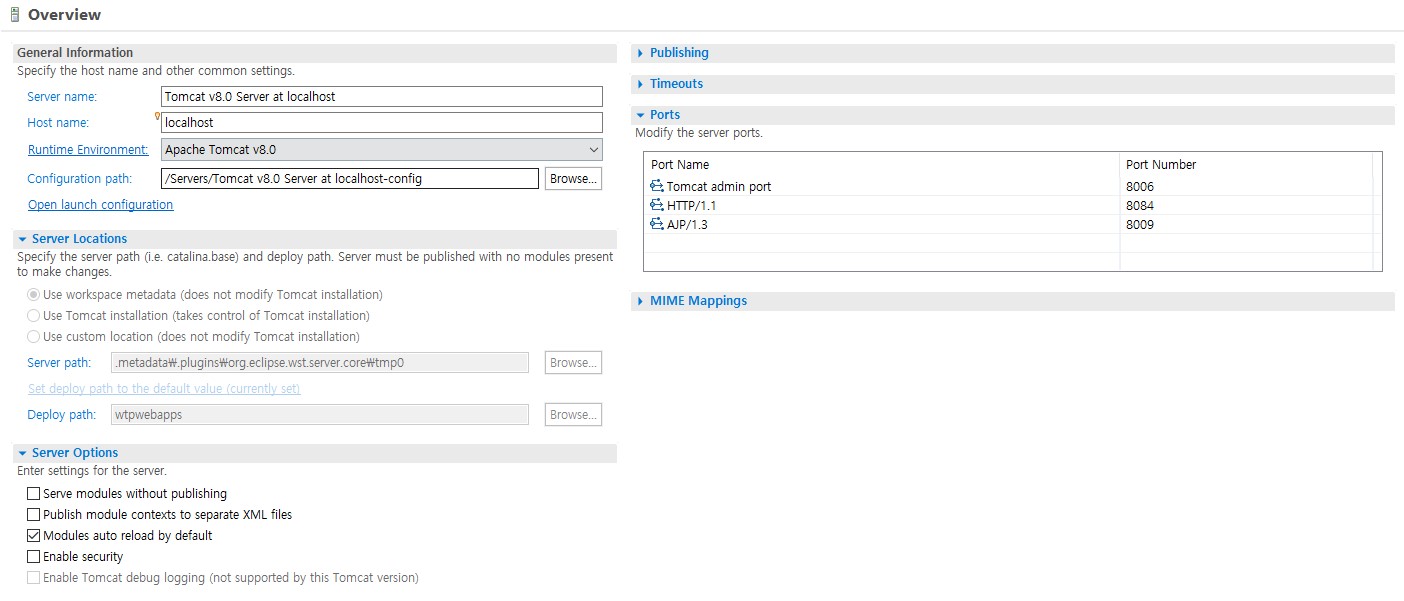 Overview
General Information
Specify the host name and other common settings.
Server name: Tomcat v8.0 Server at localhost
Host name: localhost
Runtime Environment: Apache Tomcat v8.0
Configuration path: /Servers/Tomcat v8.0 Server at localhost-config Browse...
Open launch configuration
Server Locations
Specify the server path (i.e. catalina.base) and deploy path. Server must be published with no modules present
to make changes.
Use workspace metadata (does not modify Tomcat installation)
Use Tomcat installation (takes control of Tomcat installation)
Use custom location (does not modify Tomcat installation)
Server path: .metadata₩.plugins₩org.eclipse.wst.server.core₩tmp0 Browse...
Set deploy path to the default value (currently set)
Deploy path: wtpwebapps Browse...
Server Options
Enter settings for the server.
Serve modules without publishing
Publish module contexts to separate XML files
Modules auto reload by default
Enable security
Enable Tomcat debug logging (not supported by this Tomcat version)
Publishing
Timeouts
Ports
Modify the server ports.
Port Name Port Number
Tomcat admin port 8006
HTTP/1.1 8084
AJP/1.3 8009
MIME Mappings